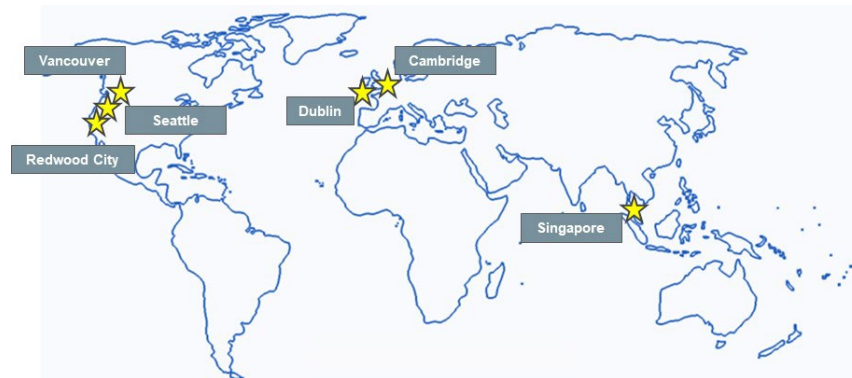 Vancouver
Cambridge
Dublin
Seattle
Redwood City
Singapore